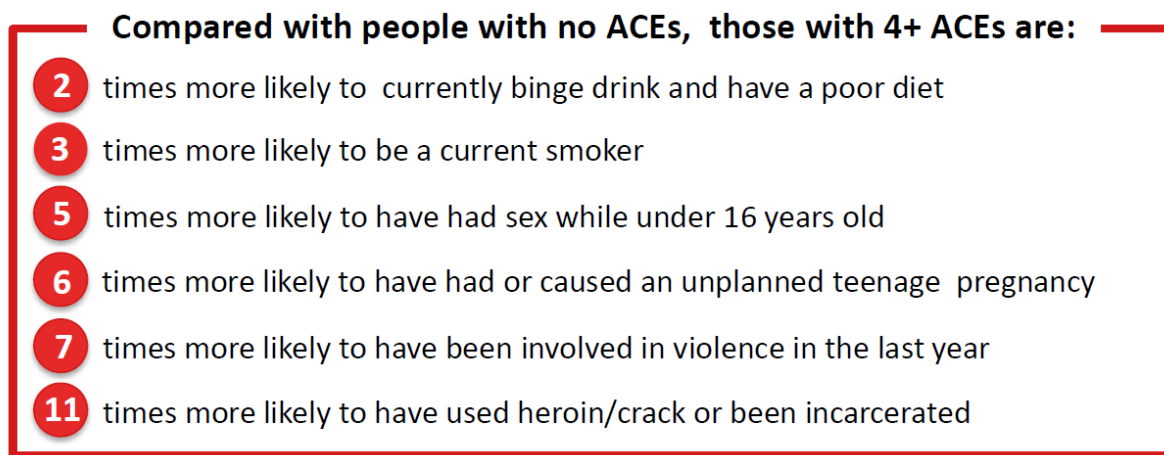 Compared with people with no ACEs, those with 4+ ACEs are:
2 times more likely to currently binge drink and have a poor diet
3 times more likely to be a current smoker
5 times more likely to have had sex while under 16 years old
6 times more likely to have had or caused an unplanned teenage pregnancy
7 times more likely to have been involved in violence in the last year
11 times more likely to have used heroin/crack or been incarcerated